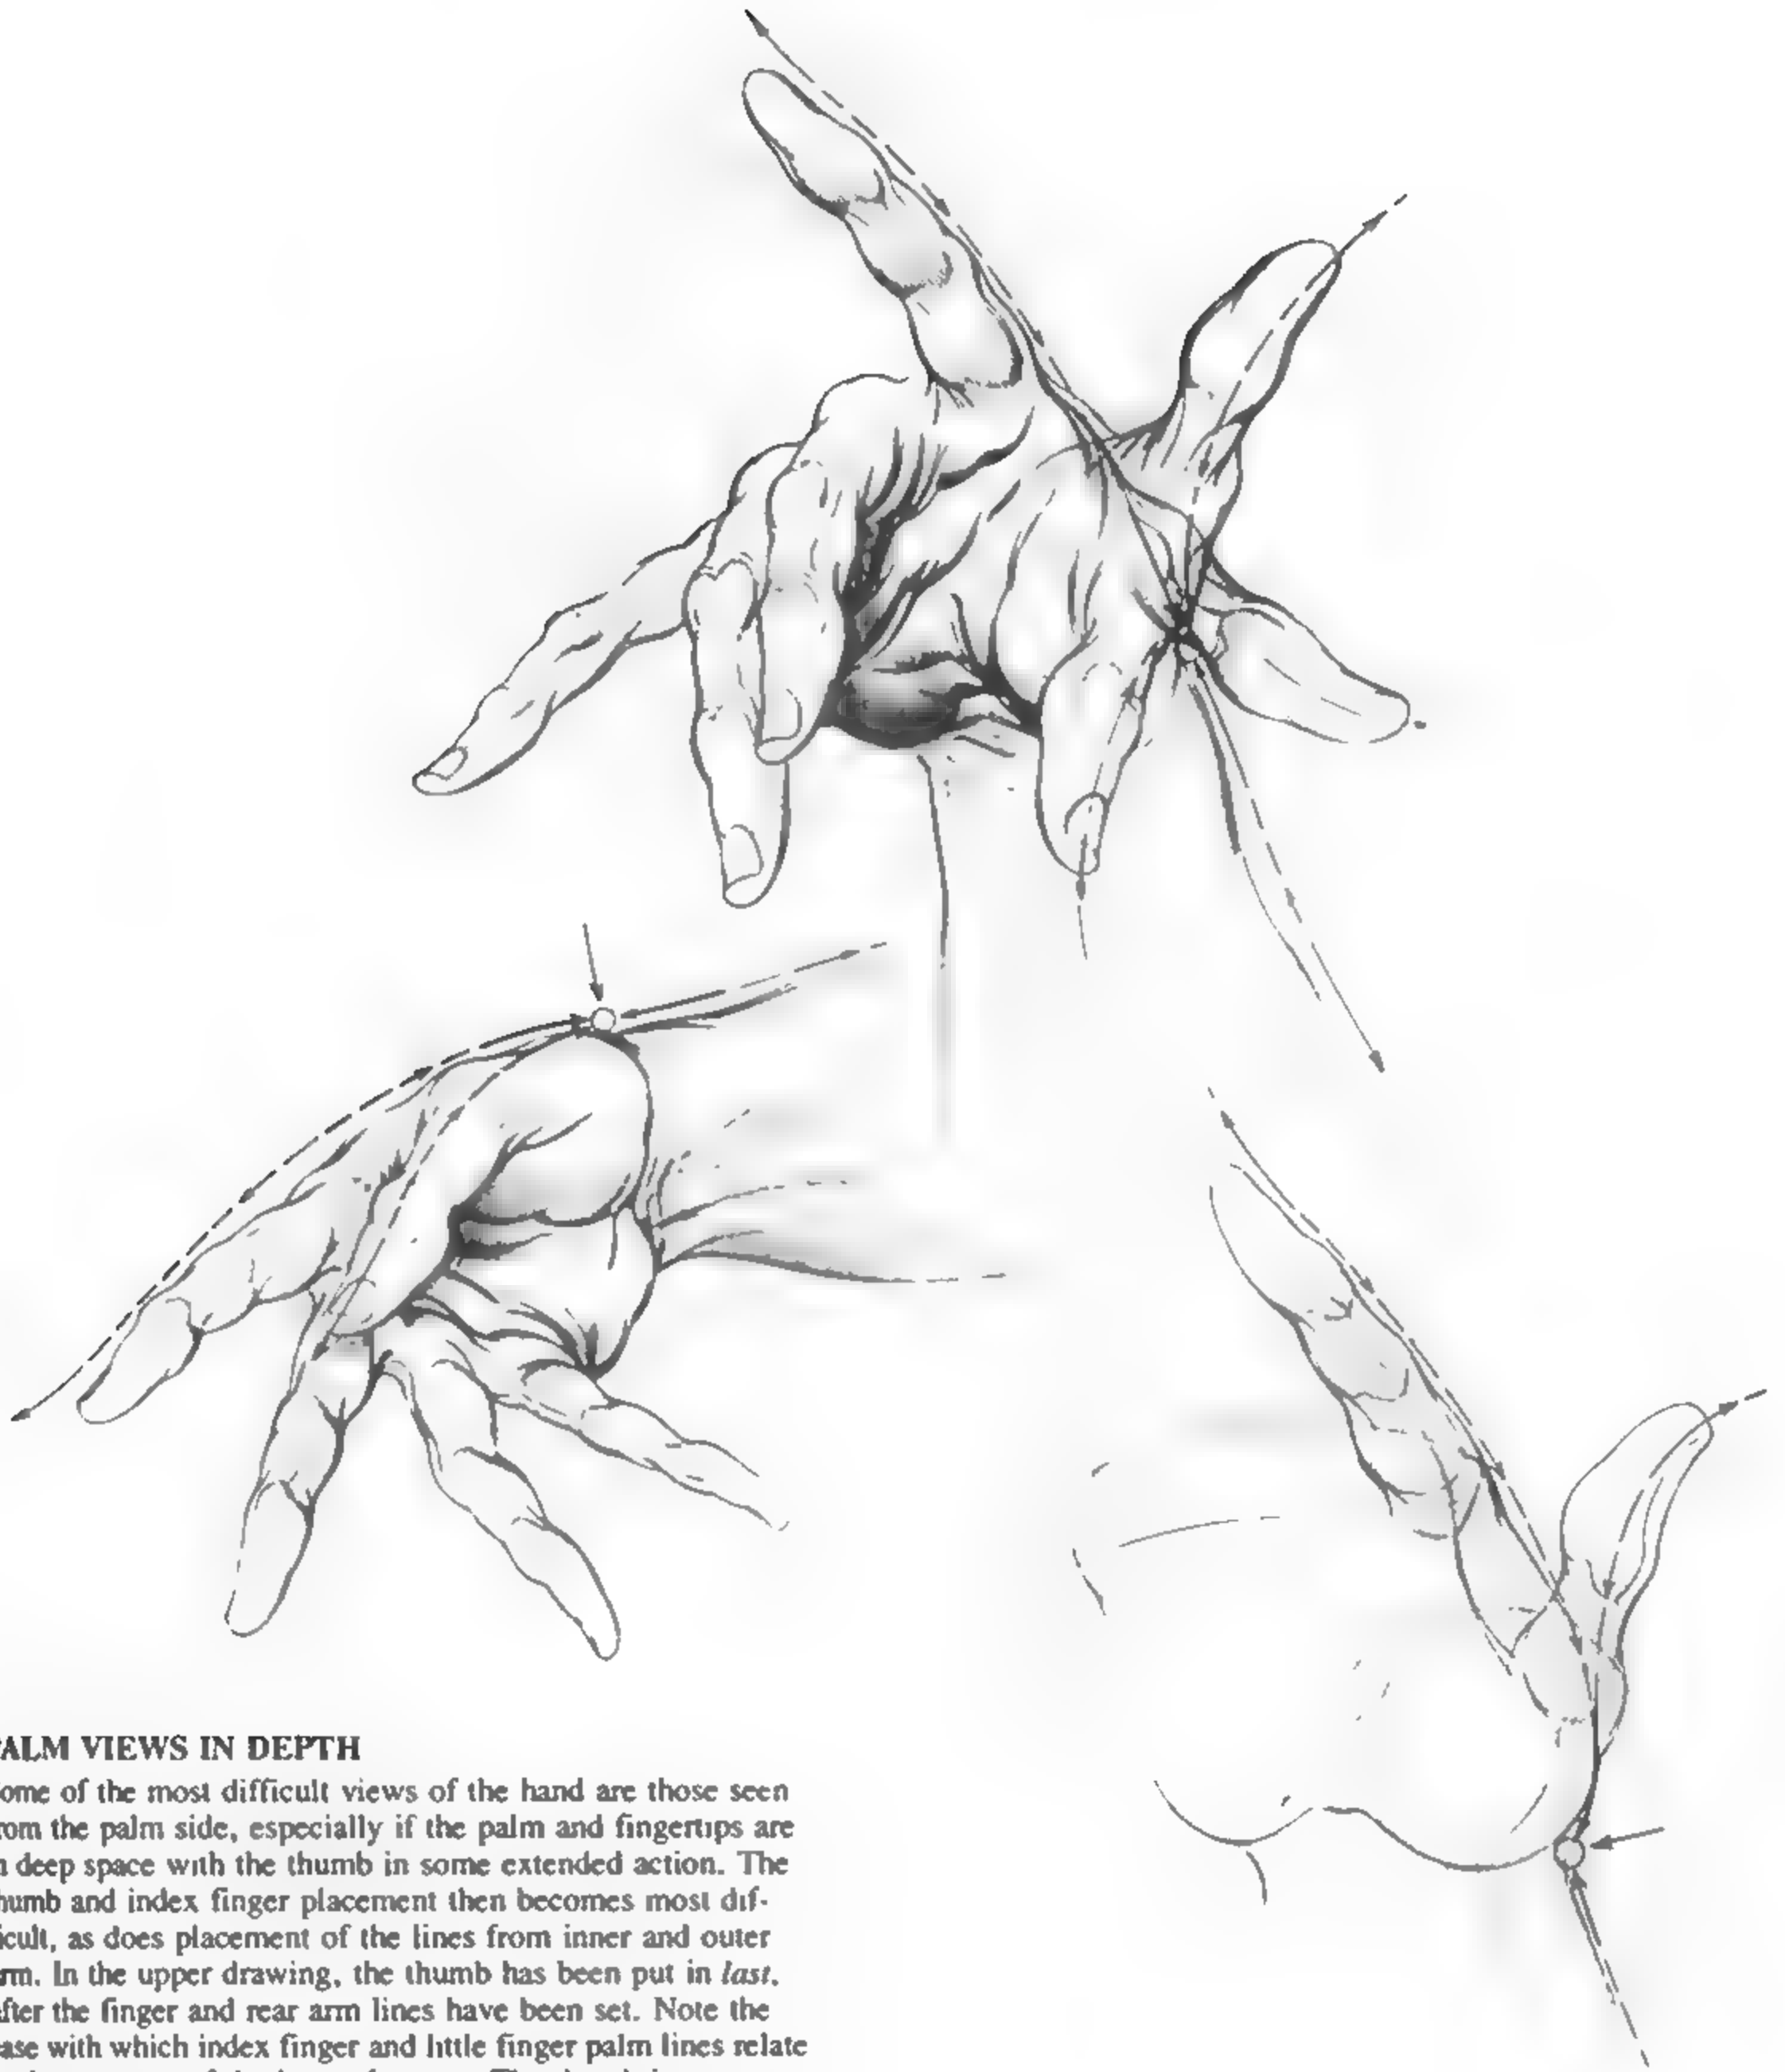 ALM VIEWS IN DEPTH
ome of the most difficult views of the hand are those seen
rom the palm side, especially if the palm and fingertips are
n deep space with the thumb in some extended action. The
humb and index finger placement then becomes most dif-
icult, as does placement of the lines from inner and outer
rm. In the upper drawing, the thumb has been put in last,
fter the finger and rear arm lines have been set. Note the
ase with which index finger and little finger palm lines relate